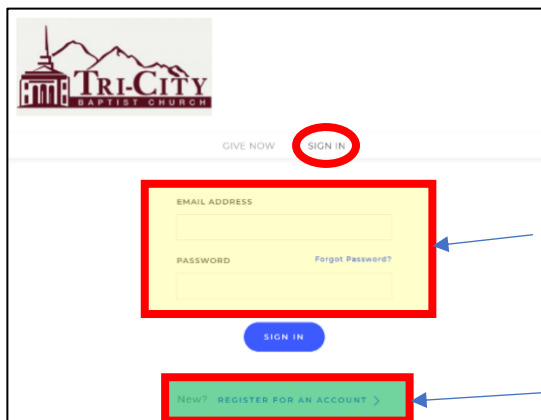 TRI-CITY
BAPTIST CHURCH
GIVE NOW SIGN IN
EMAIL ADDRESS
PASSWORD Forgot Password?
SIGN IN
New? REGISTER FOR AN ACCOUNT >